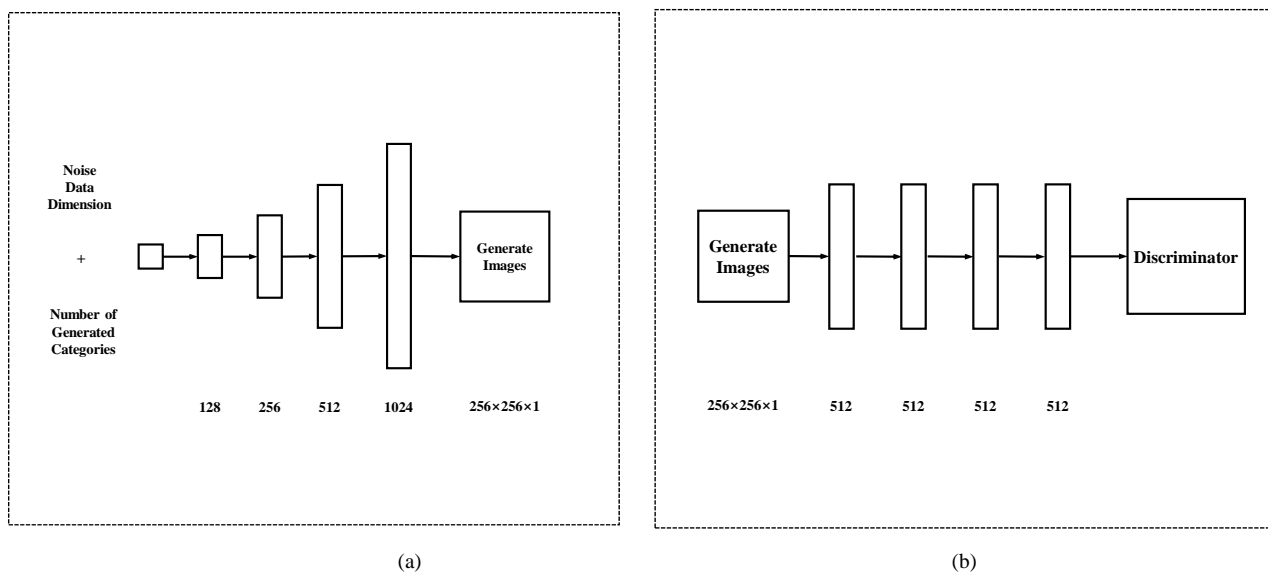 Noise
Data
Dimension
+
Number of
Generated
Categories
Generate
Images
128 256 512 1024 256×256×1
(a)
Generate
Images
Discriminator
256×256×1 512 512 512 512
(b)